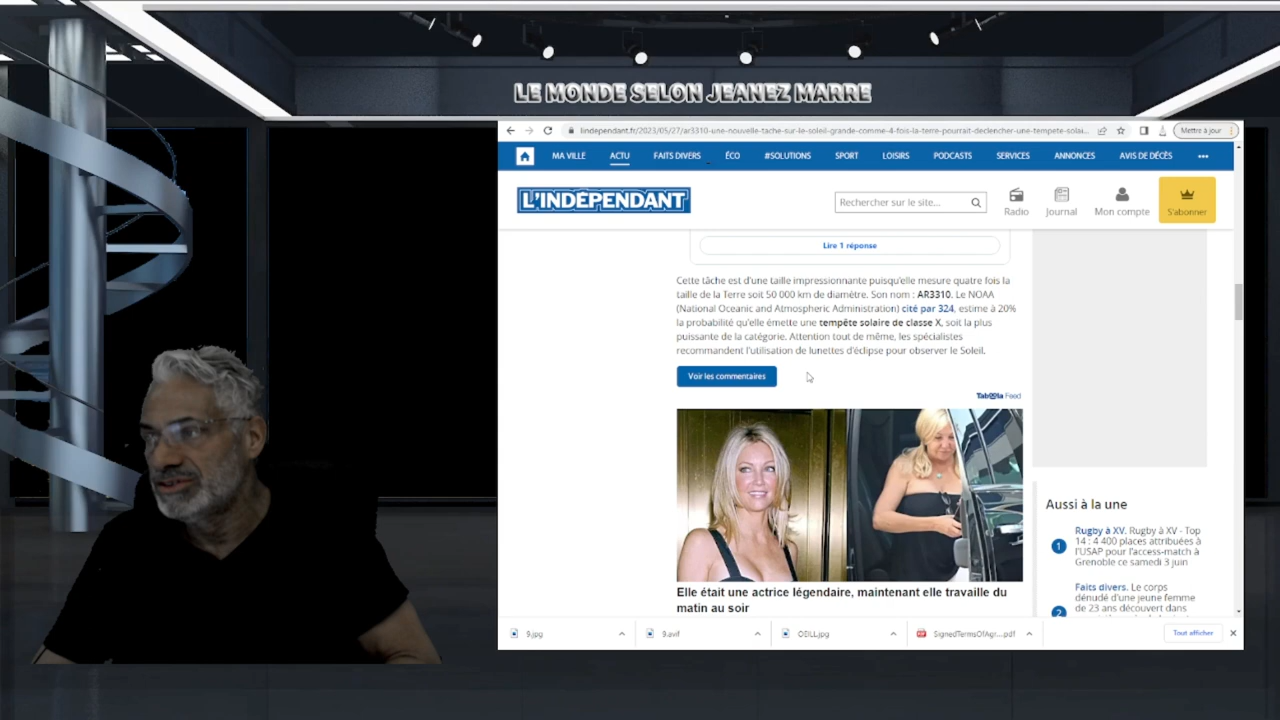 LE MONDE SELON JEANEZ MARRE
lindependant.fr/2023/05/27/ar3310-une-nouvelle-tache-sur-le-soleil-grande-comme-4-fois-la-terre-pourrait-declencher-une-tempete-solai...
Mettre à jour
MA VILLE ACTU FAITS DIVERS ÉCO #SOLUTIONS SPORT LOISIRS PODCASTS SERVICES ANNONCES AVIS DE DÉCÈS
L'INDÉPENDANT
Rechercher sur le site...
Radio Journal Mon compte S'abonner
Lire 1 réponse
Cette tâche est d'une taille impressionnante puisqu'elle mesure quatre fois la
taille de la Terre soit 50 000 km de diamétre. Son nom : AR3310. Le NOAA
(National Oceanic and Atmospheric Administration) cité par 324, estime à 20%
la probabilité qu'elle émette une tempête solaire de classe X, soit la plus
puissante de la catégorie. Attention tout de même, les spécialistes
recommandent l'utilisation de lunettes d'éclipse pour observer le Soleil.
Voir les commentaires
Taboola Feed
Elle était une actrice légendaire, maintenant elle travaille du
matin au soir
Aussi à la une
1
Rugby à XV. Rugby à XV - Top
14 : 4 400 places attribuées à
l'USAP pour l'access-match à
Grenoble ce samedi 3 juin
2
Faits divers. Le corps
dénudé d'une jeune femme
de 23 ans découvert dans
9.jpg
9.avif
ODILL.jpg
SignedTermsOfAgr....pdf
Tout afficher